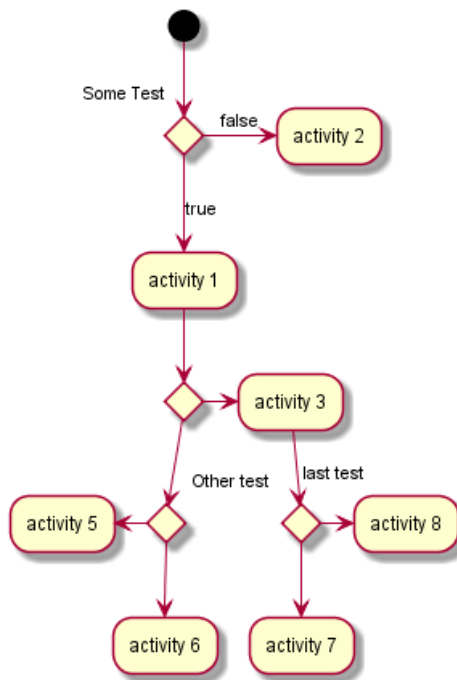 Some Test
false
activity 2
true
activity 1
activity 3
Other test
last test
activity 5
activity 8
activity 6
activity 7